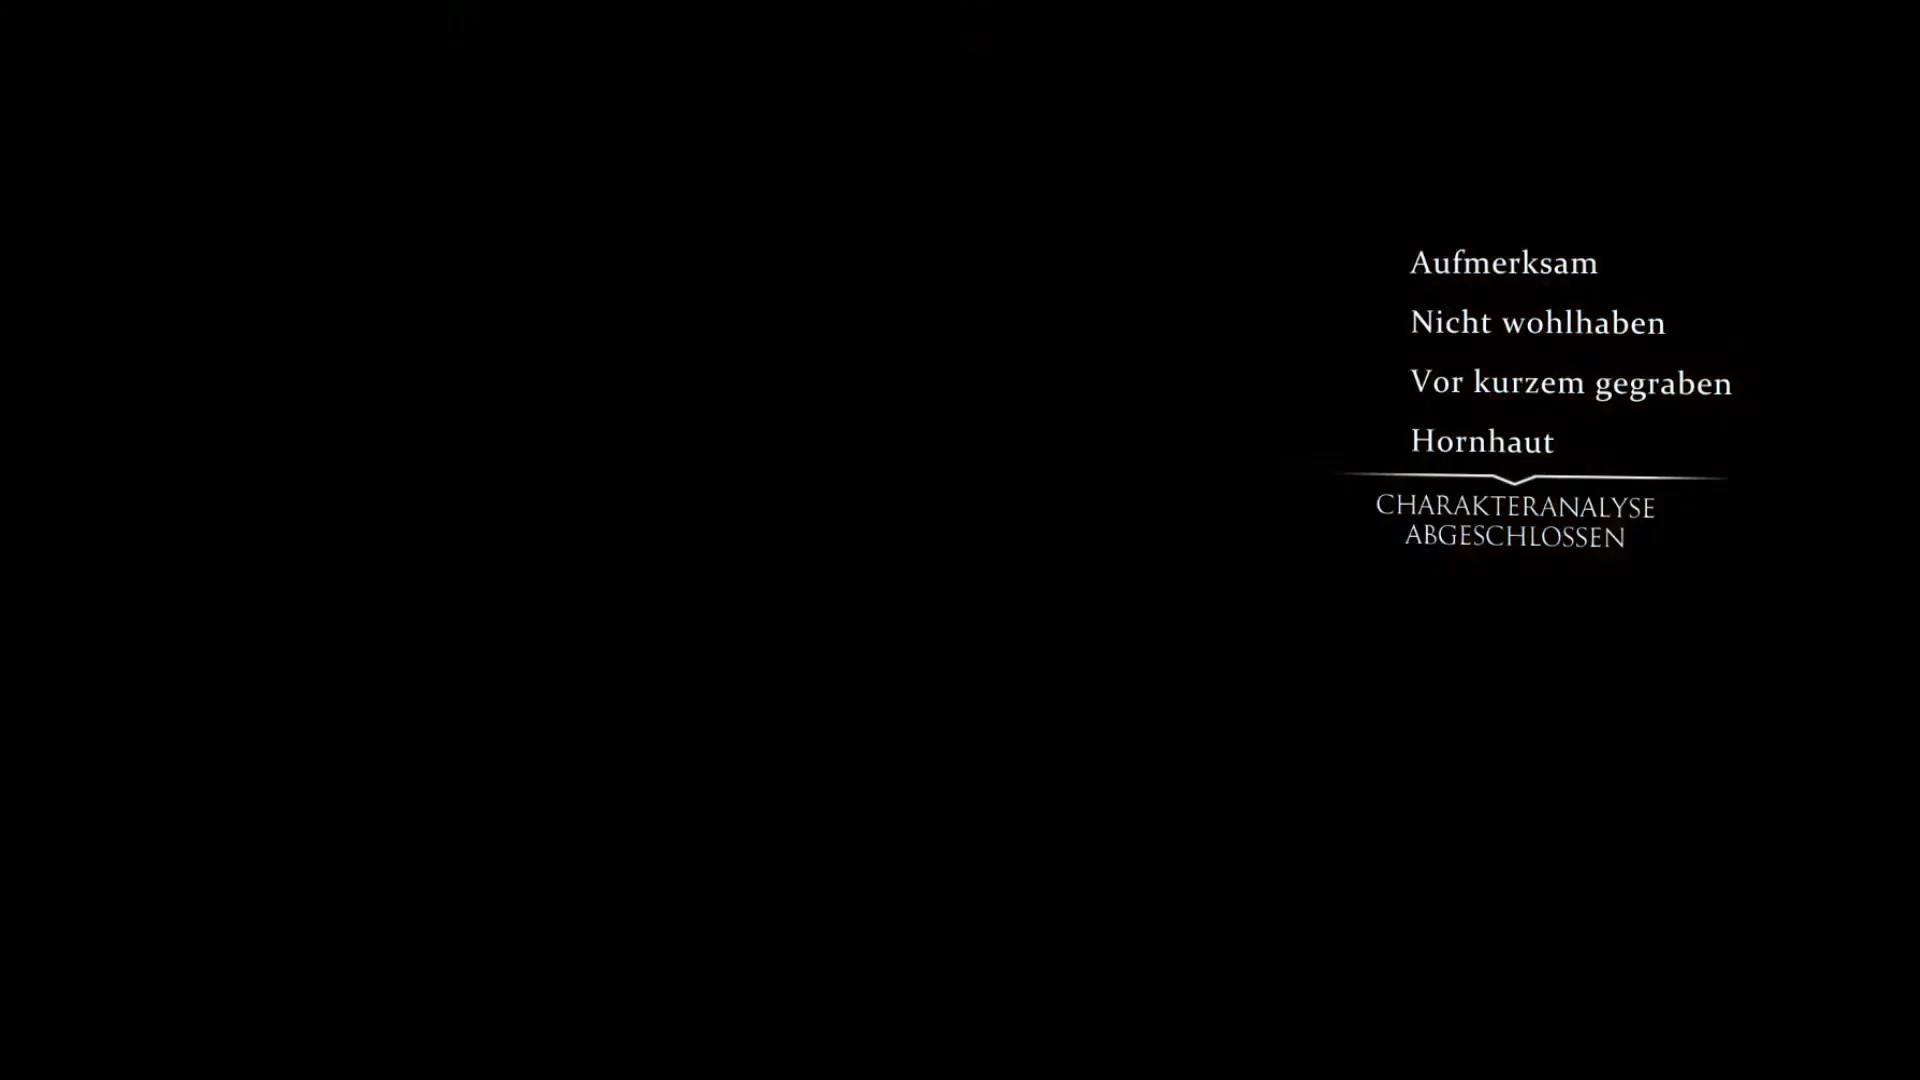 Aufmerksam
Nicht wohlhaben
Vor kurzem gegraben
Hornhaut
CHARAKTERANALYSE
ABGESCHLOSSEN